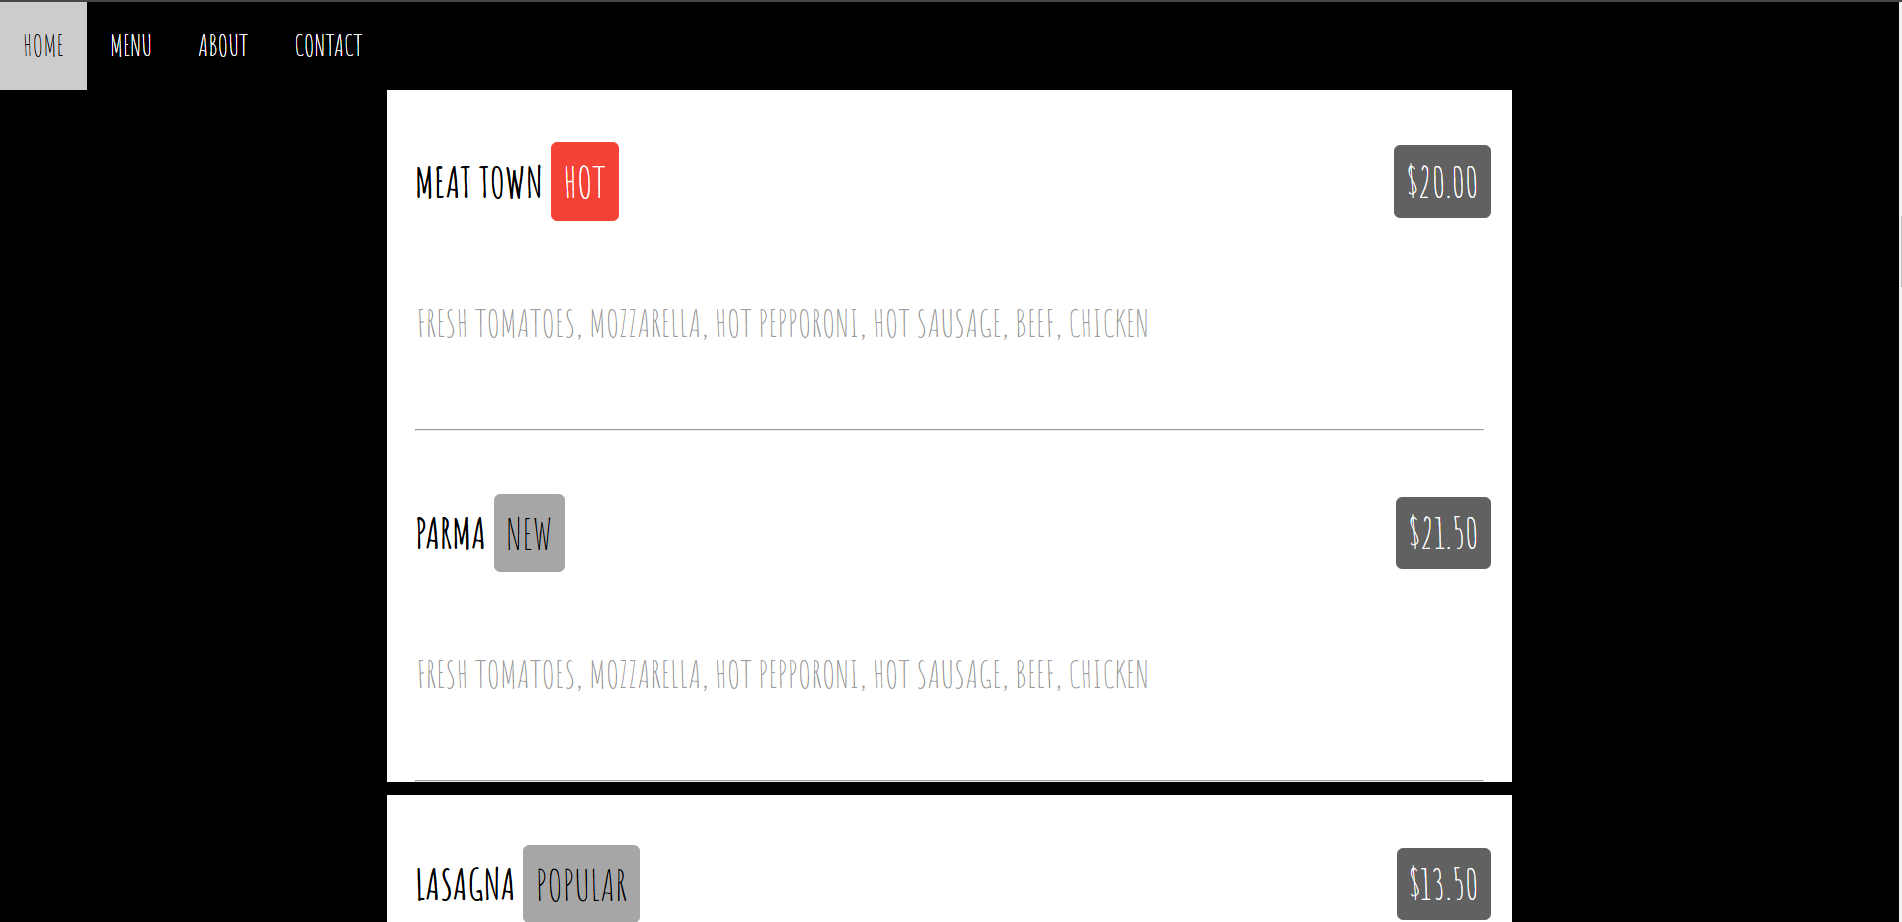 HOME MENU ABOUT CONTACT
MEAT TOWN HOT $20.00
FRESH TOMATOES, MOZZARELLA, HOT PEPPORONI, HOT SAUSAGE, BEEF, CHICKEN
PARMA NEW $21.50
FRESH TOMATOES, MOZZARELLA, HOT PEPPORONI, HOT SAUSAGE, BEEF, CHICKEN
LASAGNA POPULAR $13.50